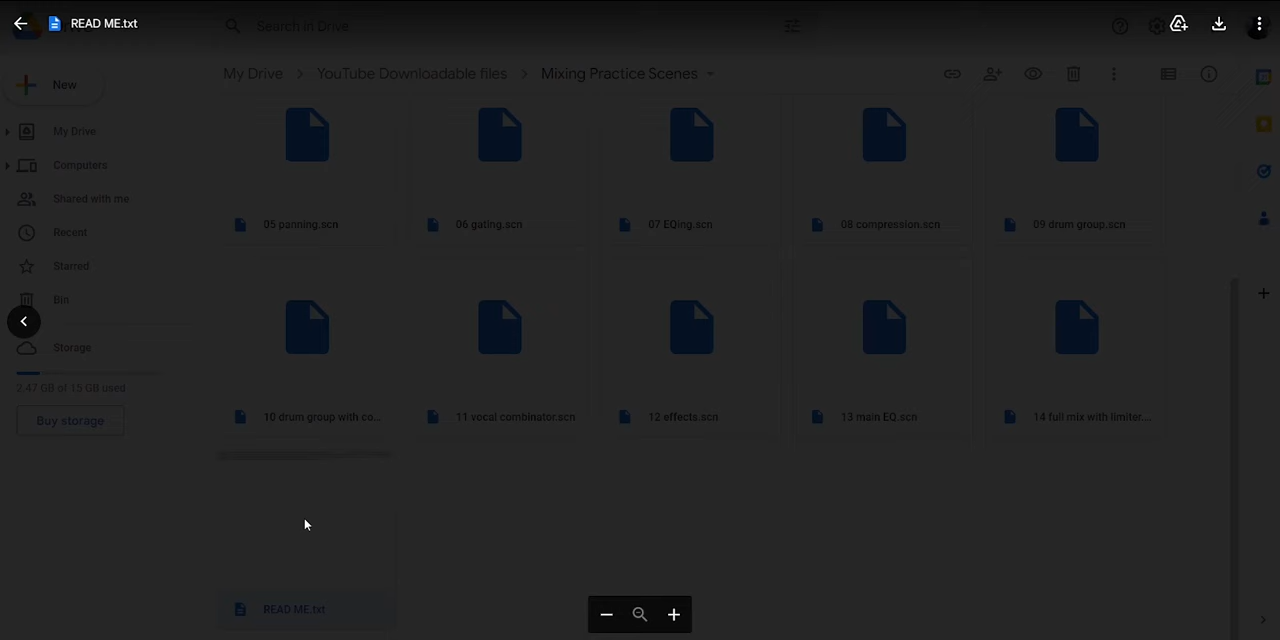 READ ME.txt
Search in Drive
New
My Drive > YouTube Downloadable files > Mixing Practice Scenes
My Drive
Computers
Shared with me
Recent
Starred
Bin
Storage
2.47 GB of 15 GB used
Buy storage
05 panning.scn
06 gating.scn
07 EQing.scn
08 compression.scn
09 drum group.scn
10 drum group with co...
11 vocal combinator.scn
12 effects.scn
13 main EQ.scn
14 full mix with limiter...
READ ME.txt